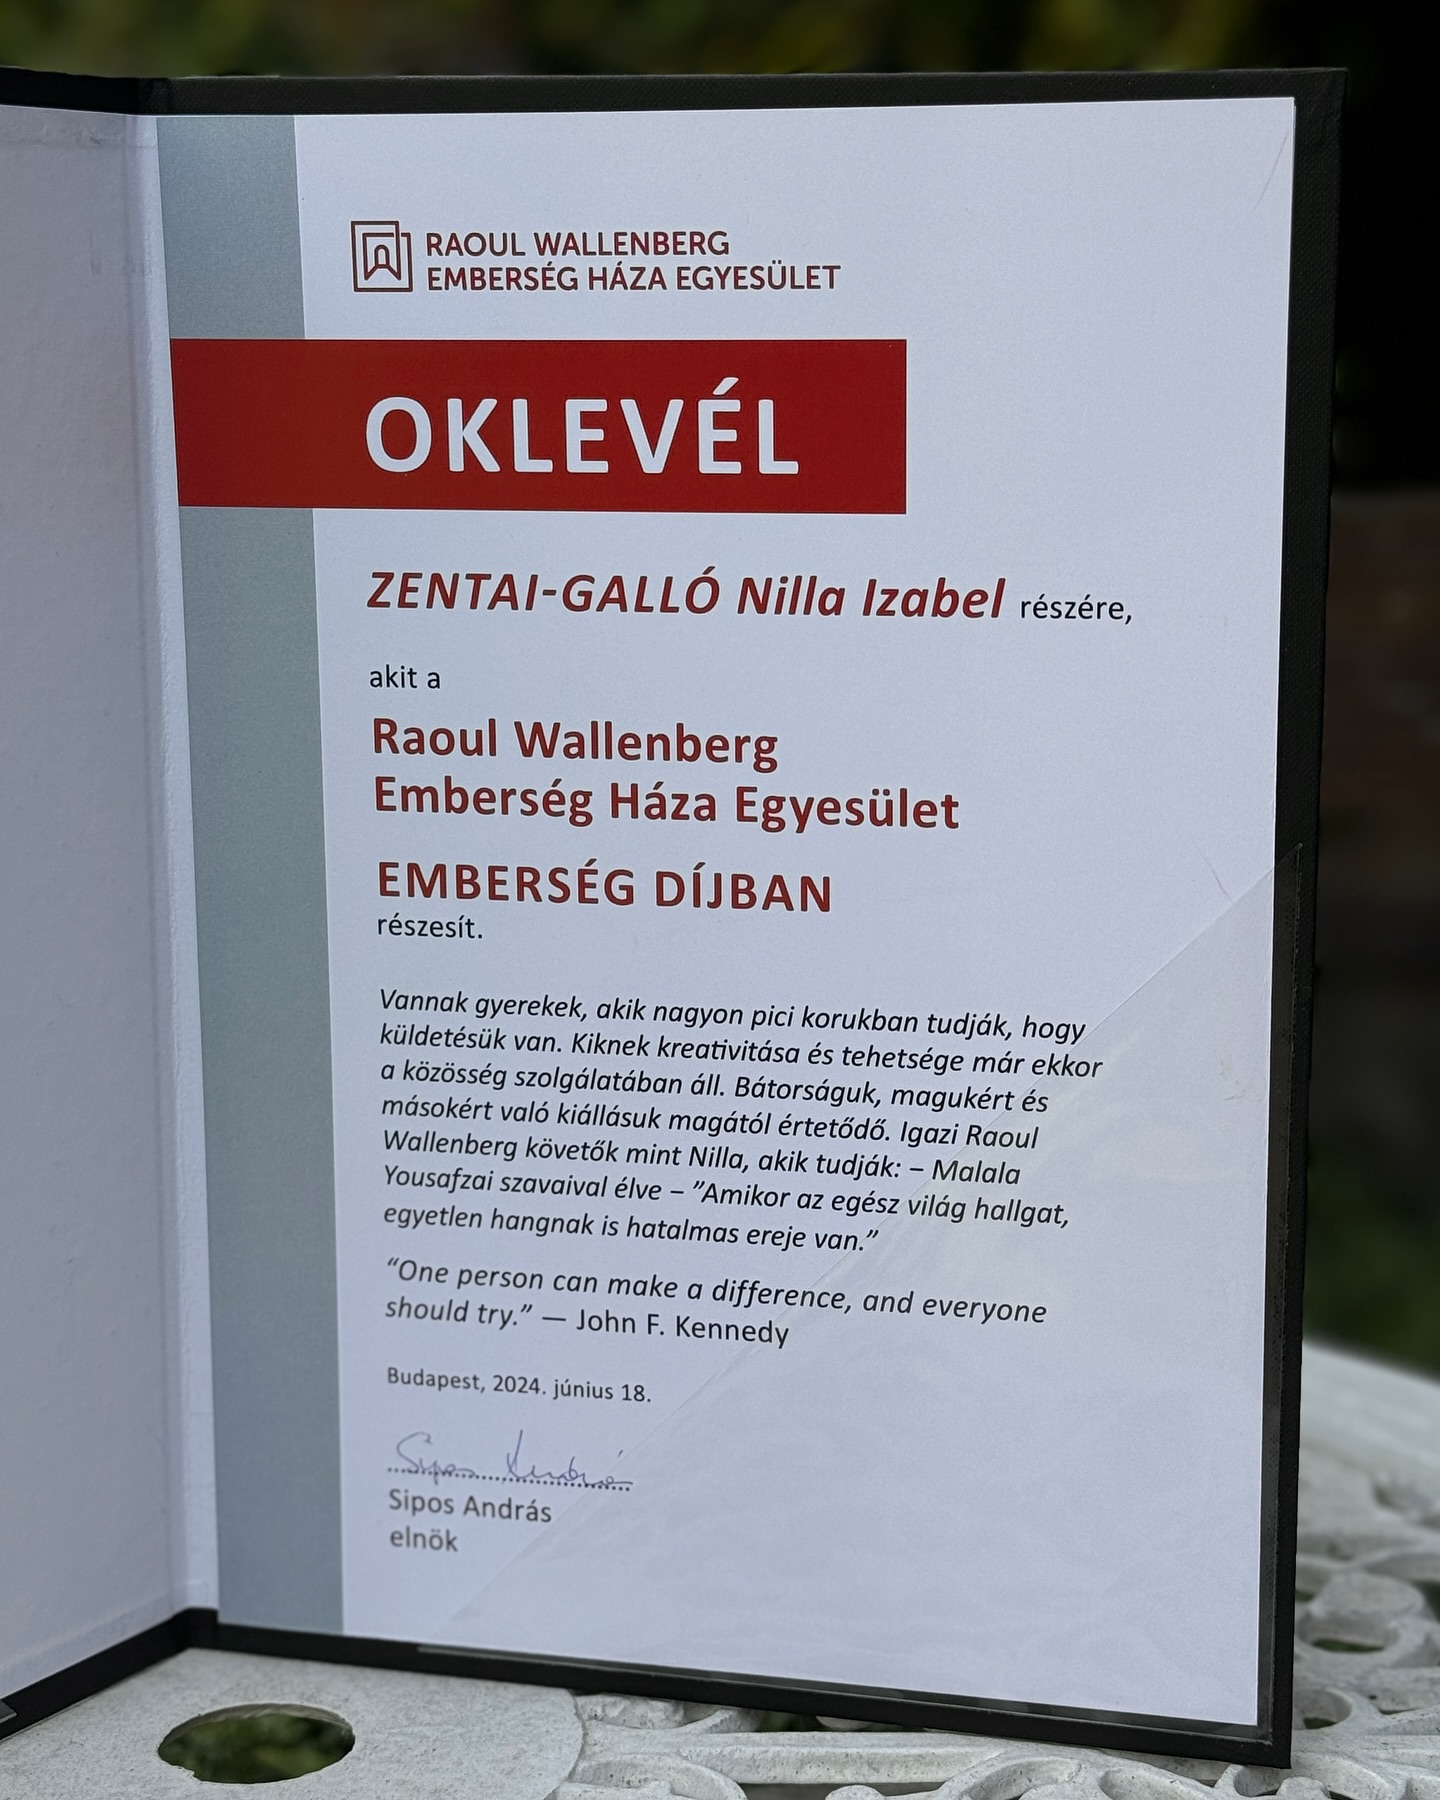 RAOUL WALLENBERG
EMBERSÉG HÁZA EGYESÜLET
OKLEVÉL
ZENTAI-GALLÓ Nilla Izabel részére,
akit a
Raoul Wallenberg
Emberség Háza Egyesület
EMBERSÉG DÍJBAN
részesít.
Vannak gyerekek, akik nagyon pici korukban tudják, hogy
küldetésük van. Kiknek kreativitása és tehetsége már ekkor
a közösség szolgálatában áll. Bátorságuk, magukért és
másokért való kiállásuk magától értetődő. Igazi Raoul
Wallenberg követők mint Nilla, akik tudják: – Malala
Yousafzai szavaival élve – ”Amikor az egész világ hallgat,
egyetlen hangnak is hatalmas ereje van.”
“One person can make a difference, and everyone
should try.” — John F. Kennedy
Budapest, 2024. június 18.
Sipos András
Sipos András
elnök